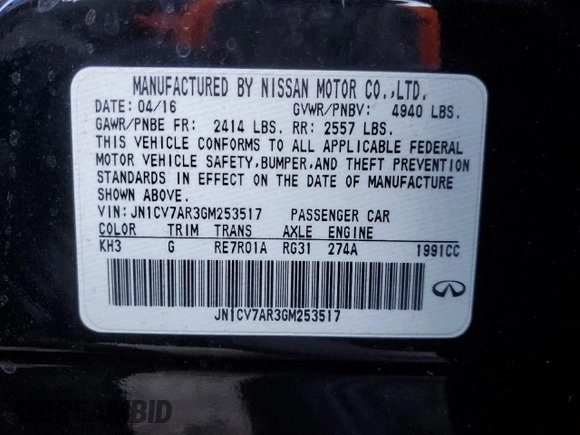 MANUFACTURED BY NISSAN MOTOR CO.,LTD.
DATE: 04/16 GVWR/PNBV: 4940 LBS.
GAWR/PNBE FR: 2414 LBS. RR: 2557 LBS.
THIS VEHICLE CONFORMS TO ALL APPLICABLE FEDERAL
MOTOR VEHICLE SAFETY,BUMPER,AND THEFT PREVENTION
STANDARDS IN EFFECT ON THE DATE OF MANUFACTURE
SHOWN ABOVE.
VIN: JN1CV7AR3GM253517 PASSENGER CAR
COLOR TRIM TRANS AXLE ENGINE
KH3 G RE7R01A RG31 274A 1991CC
JN1CV7AR3GM253517